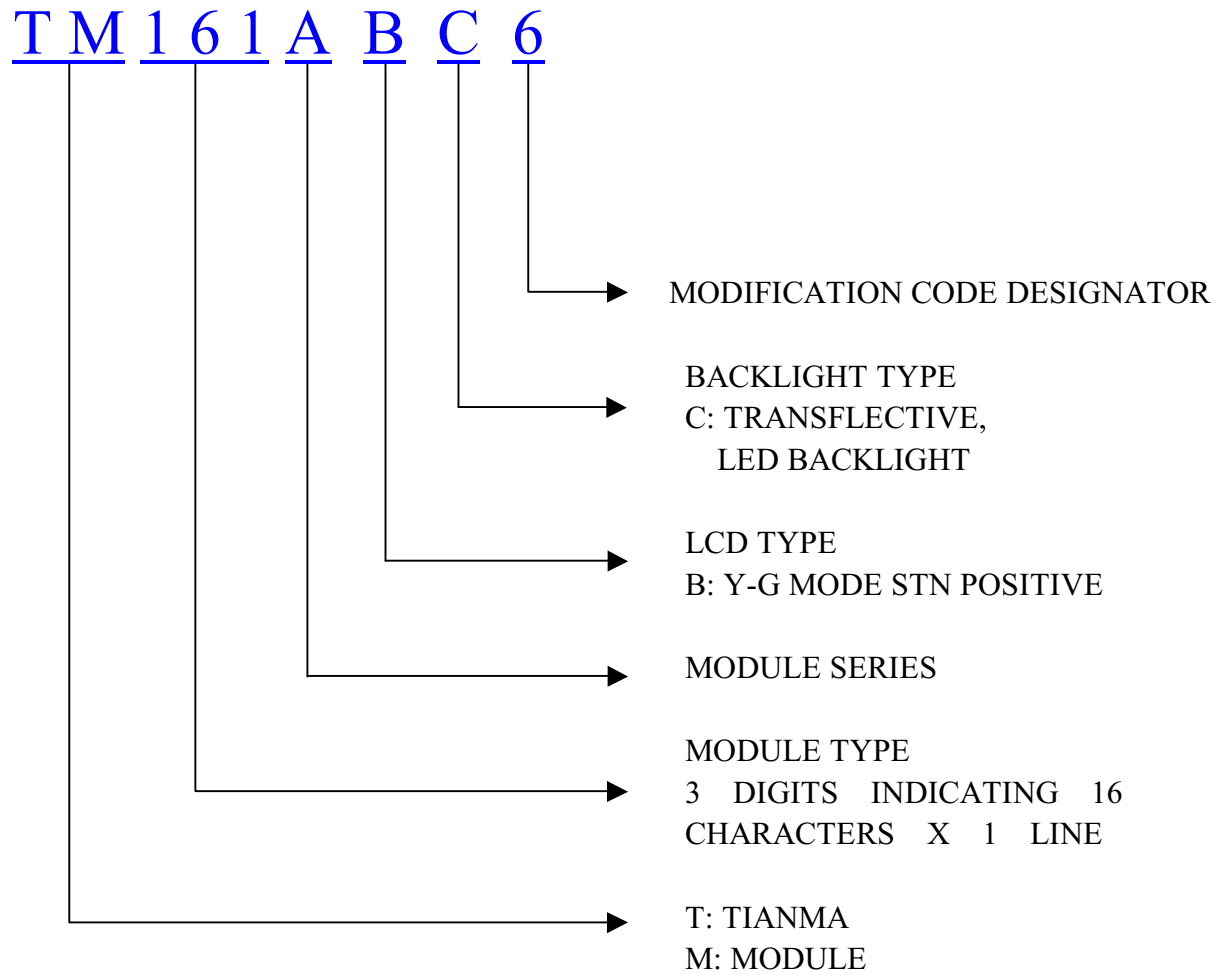 T M 1 6 1 A B C 6
MODIFICATION CODE DESIGNATOR
BACKLIGHT TYPE
C: TRANSFLECTIVE,
LED BACKLIGHT
LCD TYPE
B: Y-G MODE STN POSITIVE
MODULE SERIES
MODULE TYPE
3 DIGITS INDICATING 16
CHARACTERS X 1 LINE
T: TIANMA
M: MODULE